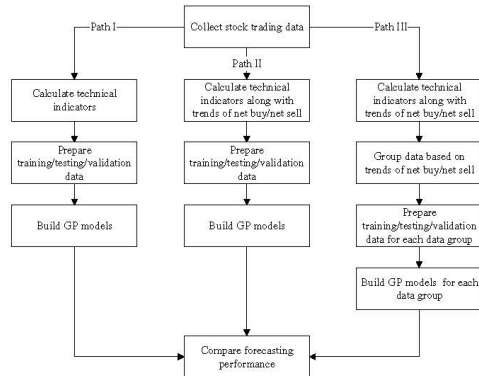 Collect stock trading data
Path I
Path II
Path III
Calculate technical
indicators
Calculate technical
indicators along with
trends of net buy/net sell
Calculate technical
indicators along with
trends of net buy/net sell
Prepare
training/testing/validation
data
Prepare
training/testing/validation
data
Group data based on
trends of net buy/net sell
Build GP models
Build GP models
Prepare
training/testing/validation
data for each data group
Build GP models for each
data group
Compare forecasting
performance